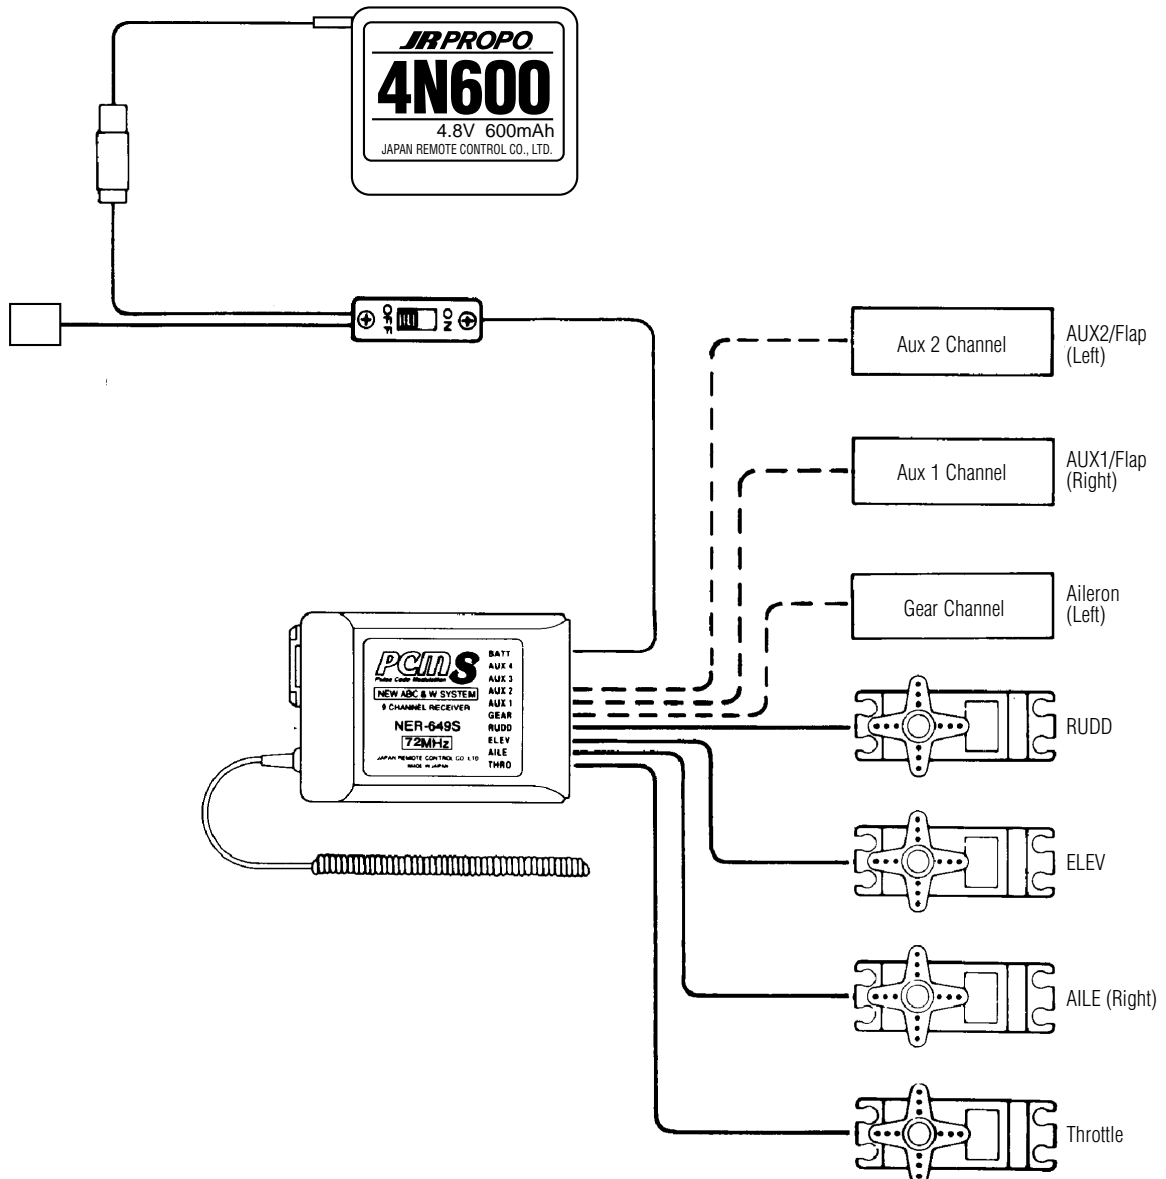 JR PROPO
4N600
4.8V 600mAh
JAPAN REMOTE CONTROL CO., LTD.
OFF
ON
Aux 2 Channel
AUX2/Flap
(Left)
Aux 1 Channel
AUX1/Flap
(Right)
Gear Channel
Aileron
(Left)
PCM S
Pulse Code Modulation
NEW ABC & W SYSTEM
9 CHANNEL RECEIVER
NER-649S
72MHz
JAPAN REMOTE CONTROL CO. LTD
MADE IN JAPAN
BATT
AUX 4
AUX 3
AUX 2
AUX 1
GEAR
RUDD
ELEV
AILE
THRO
RUDD
ELEV
AILE (Right)
Throttle